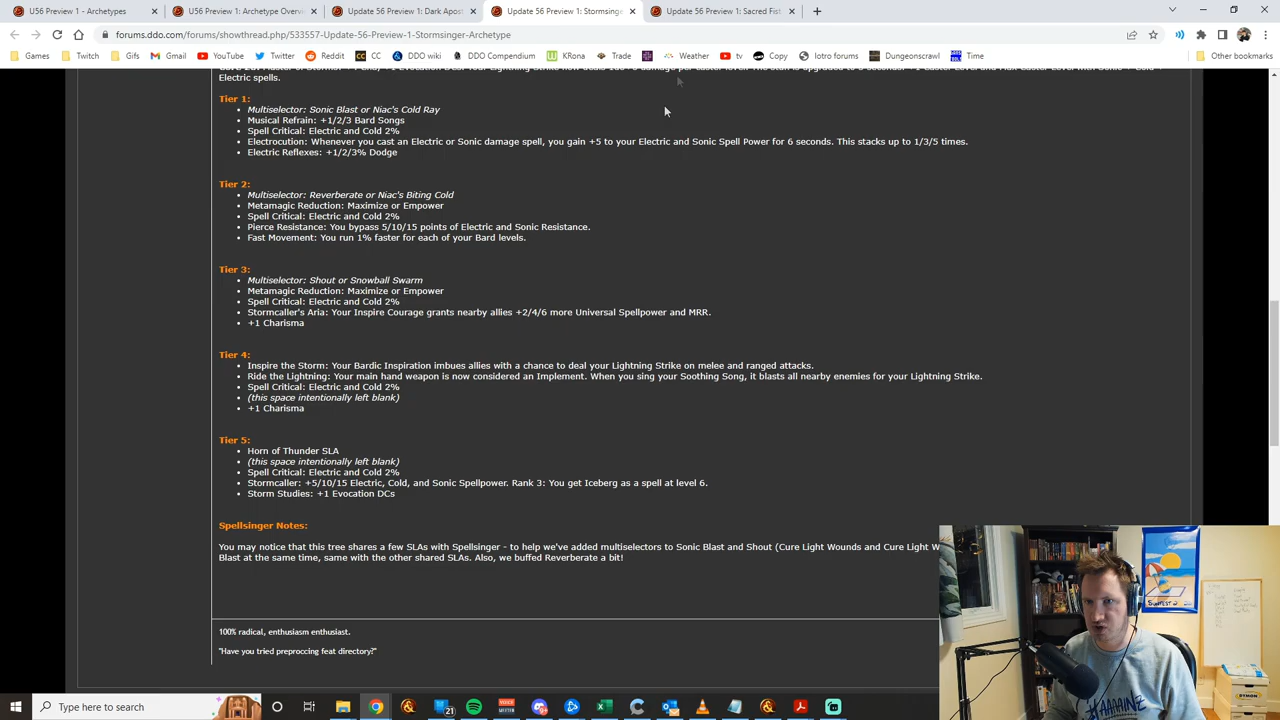 U56 Preview 1 - Archetypes
U56 Preview 1: Archetype Overvi
Update 56 Preview 1: Dark Apost
Update 56 Preview 1: Stormsing
Update 56 Preview 1: Sacred Fist
forums.ddo.com/forums/showthread.php/533557-Update-56-Preview-1-Stormsinger-Archetype
Games
Twitch
Gmail
YouTube
Twitter
Reddit
CC
DDO wiki
DDO Compendium
KRona
Trade
Weather
tv
Copy
Iotro forums
Dungeonscrawl
Time
Other bookmarks
Electric spells.
Tier 1:
Multiselector: Sonic Blast or Niac's Cold Ray
Musical Refrain: +1/2/3 Bard Songs
Spell Critical: Electric and Cold 2%
Electrocution: Whenever you cast an Electric or Sonic damage spell, you gain +5 to your Electric and Sonic Spell Power for 6 seconds. This stacks up to 1/3/5 times.
Electric Reflexes: +1/2/3% Dodge
Tier 2:
Multiselector: Reverberate or Niac's Biting Cold
Metamagic Reduction: Maximize or Empower
Spell Critical: Electric and Cold 2%
Pierce Resistance: You bypass 5/10/15 points of Electric and Sonic Resistance.
Fast Movement: You run 1% faster for each of your Bard levels.
Tier 3:
Multiselector: Shout or Snowball Swarm
Metamagic Reduction: Maximize or Empower
Spell Critical: Electric and Cold 2%
Stormcaller's Aria: Your Inspire Courage grants nearby allies +2/4/6 more Universal Spellpower and MRR.
+1 Charisma
Tier 4:
Inspire the Storm: Your Bardic Inspiration imbues allies with a chance to deal your Lightning Strike on melee and ranged attacks.
Ride the Lightning: Your main hand weapon is now considered an Implement. When you sing your Soothing Song, it blasts all nearby enemies for your Lightning Strike.
Spell Critical: Electric and Cold 2%
(this space intentionally left blank)
+1 Charisma
Tier 5:
Horn of Thunder SLA
(this space intentionally left blank)
Spell Critical: Electric and Cold 2%
Stormcaller: +5/10/15 Electric, Cold, and Sonic Spellpower. Rank 3: You get Iceberg as a spell at level 6.
Storm Studies: +1 Evocation DCs
Spellsinger Notes:
You may notice that this tree shares a few SLAs with Spellsinger - to help we've added multiselectors to Sonic Blast and Shout (Cure Light Wounds and Cure Light W
Blast at the same time, same with the other shared SLAs. Also, we buffed Reverberate a bit!
100% radical, enthusiasm enthusiast.
"Have you tried preproccing feat directory?"
SUNFEST
Type here to search
21